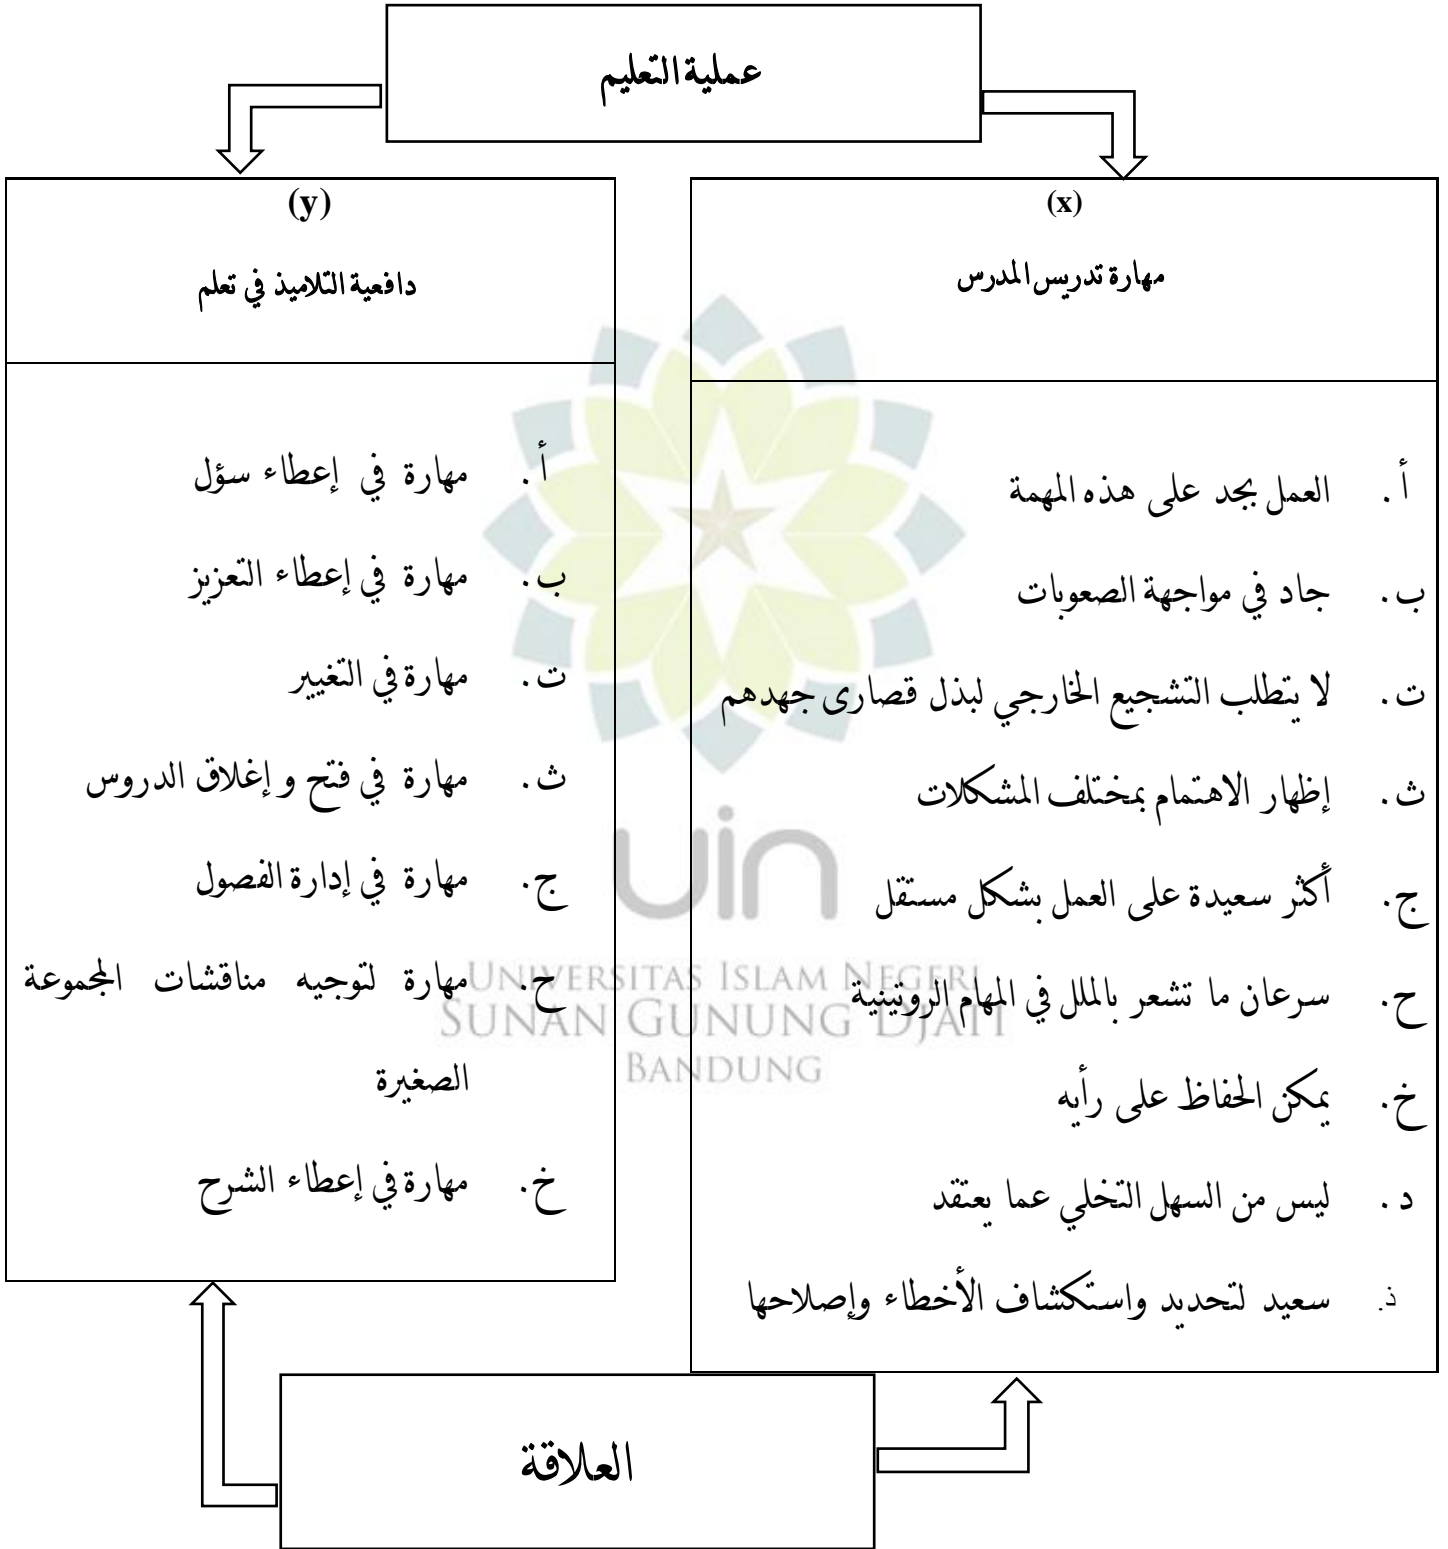 عملية التعليم
(x)
مهارة تدريس المدرس
أ. العمل بجد على هذه المهمة
ب. جاد في مواجهة الصعوبات
ت. لا يتطلب التشجيع الخارجي لبذل قصارى جهدهم
ث. إظهار الاهتمام بمختلف المشكلات
ج. أكثر سعيدة على العمل بشكل مستقل
ح. سرعان ما تشعر بالملل في المهام الروتينية
خ. يمكن الحفاظ على رأيه
د. ليس من السهل التخلي عما يعتقد
ذ. سعيد لتحديد واستكشاف الأخطاء وإصلاحها
(y)
دافعية التلاميذ في تعلم
أ. مهارة في إعطاء سؤل
ب. مهارة في إعطاء التعزيز
ت. مهارة في التغيير
ث. مهارة في فتح و إغلاق الدروس
ج. مهارة في إدارة الفصول
ح. مهارة لتوجيه مناقشات المجموعة
الصغيرة
خ. مهارة في إعطاء الشرح
العلاقة
uin
UNIVERSITAS ISLAM NEGERI
SUNAN GUNUNG DJATI
BANDUNG